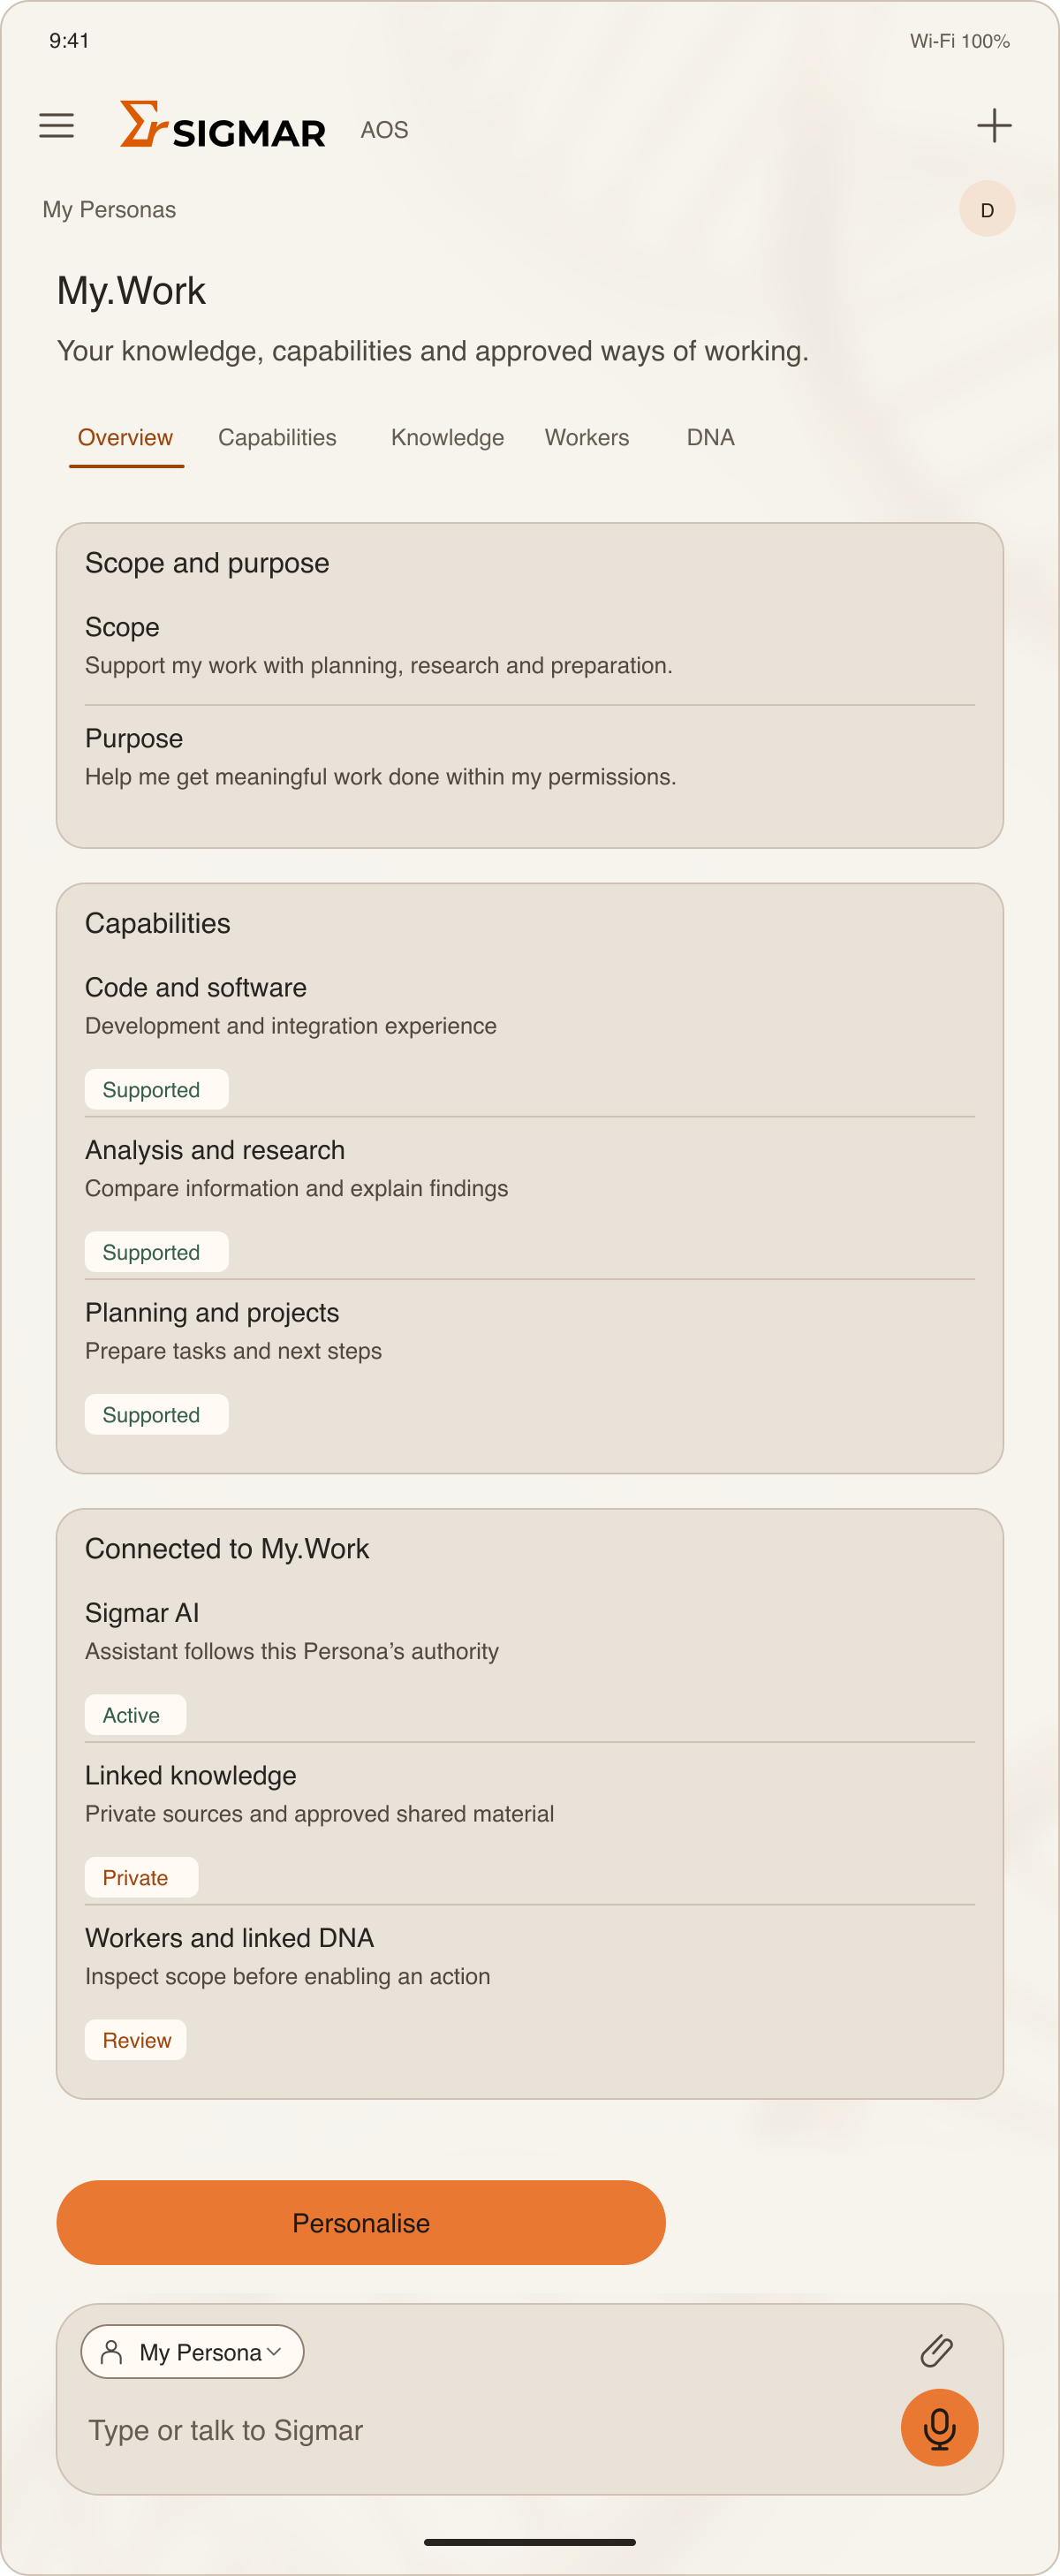 9:41
Wi-Fi 100%
Σr SIGMAR AOS
My Personas
D
My.Work
Your knowledge, capabilities and approved ways of working.
Overview Capabilities Knowledge Workers DNA
Scope and purpose
Scope
Support my work with planning, research and preparation.
Purpose
Help me get meaningful work done within my permissions.
Capabilities
Code and software
Development and integration experience
Supported
Analysis and research
Compare information and explain findings
Supported
Planning and projects
Prepare tasks and next steps
Supported
Connected to My.Work
Sigmar AI
Assistant follows this Persona’s authority
Active
Linked knowledge
Private sources and approved shared material
Private
Workers and linked DNA
Inspect scope before enabling an action
Review
Personalise
My Persona
Type or talk to Sigmar